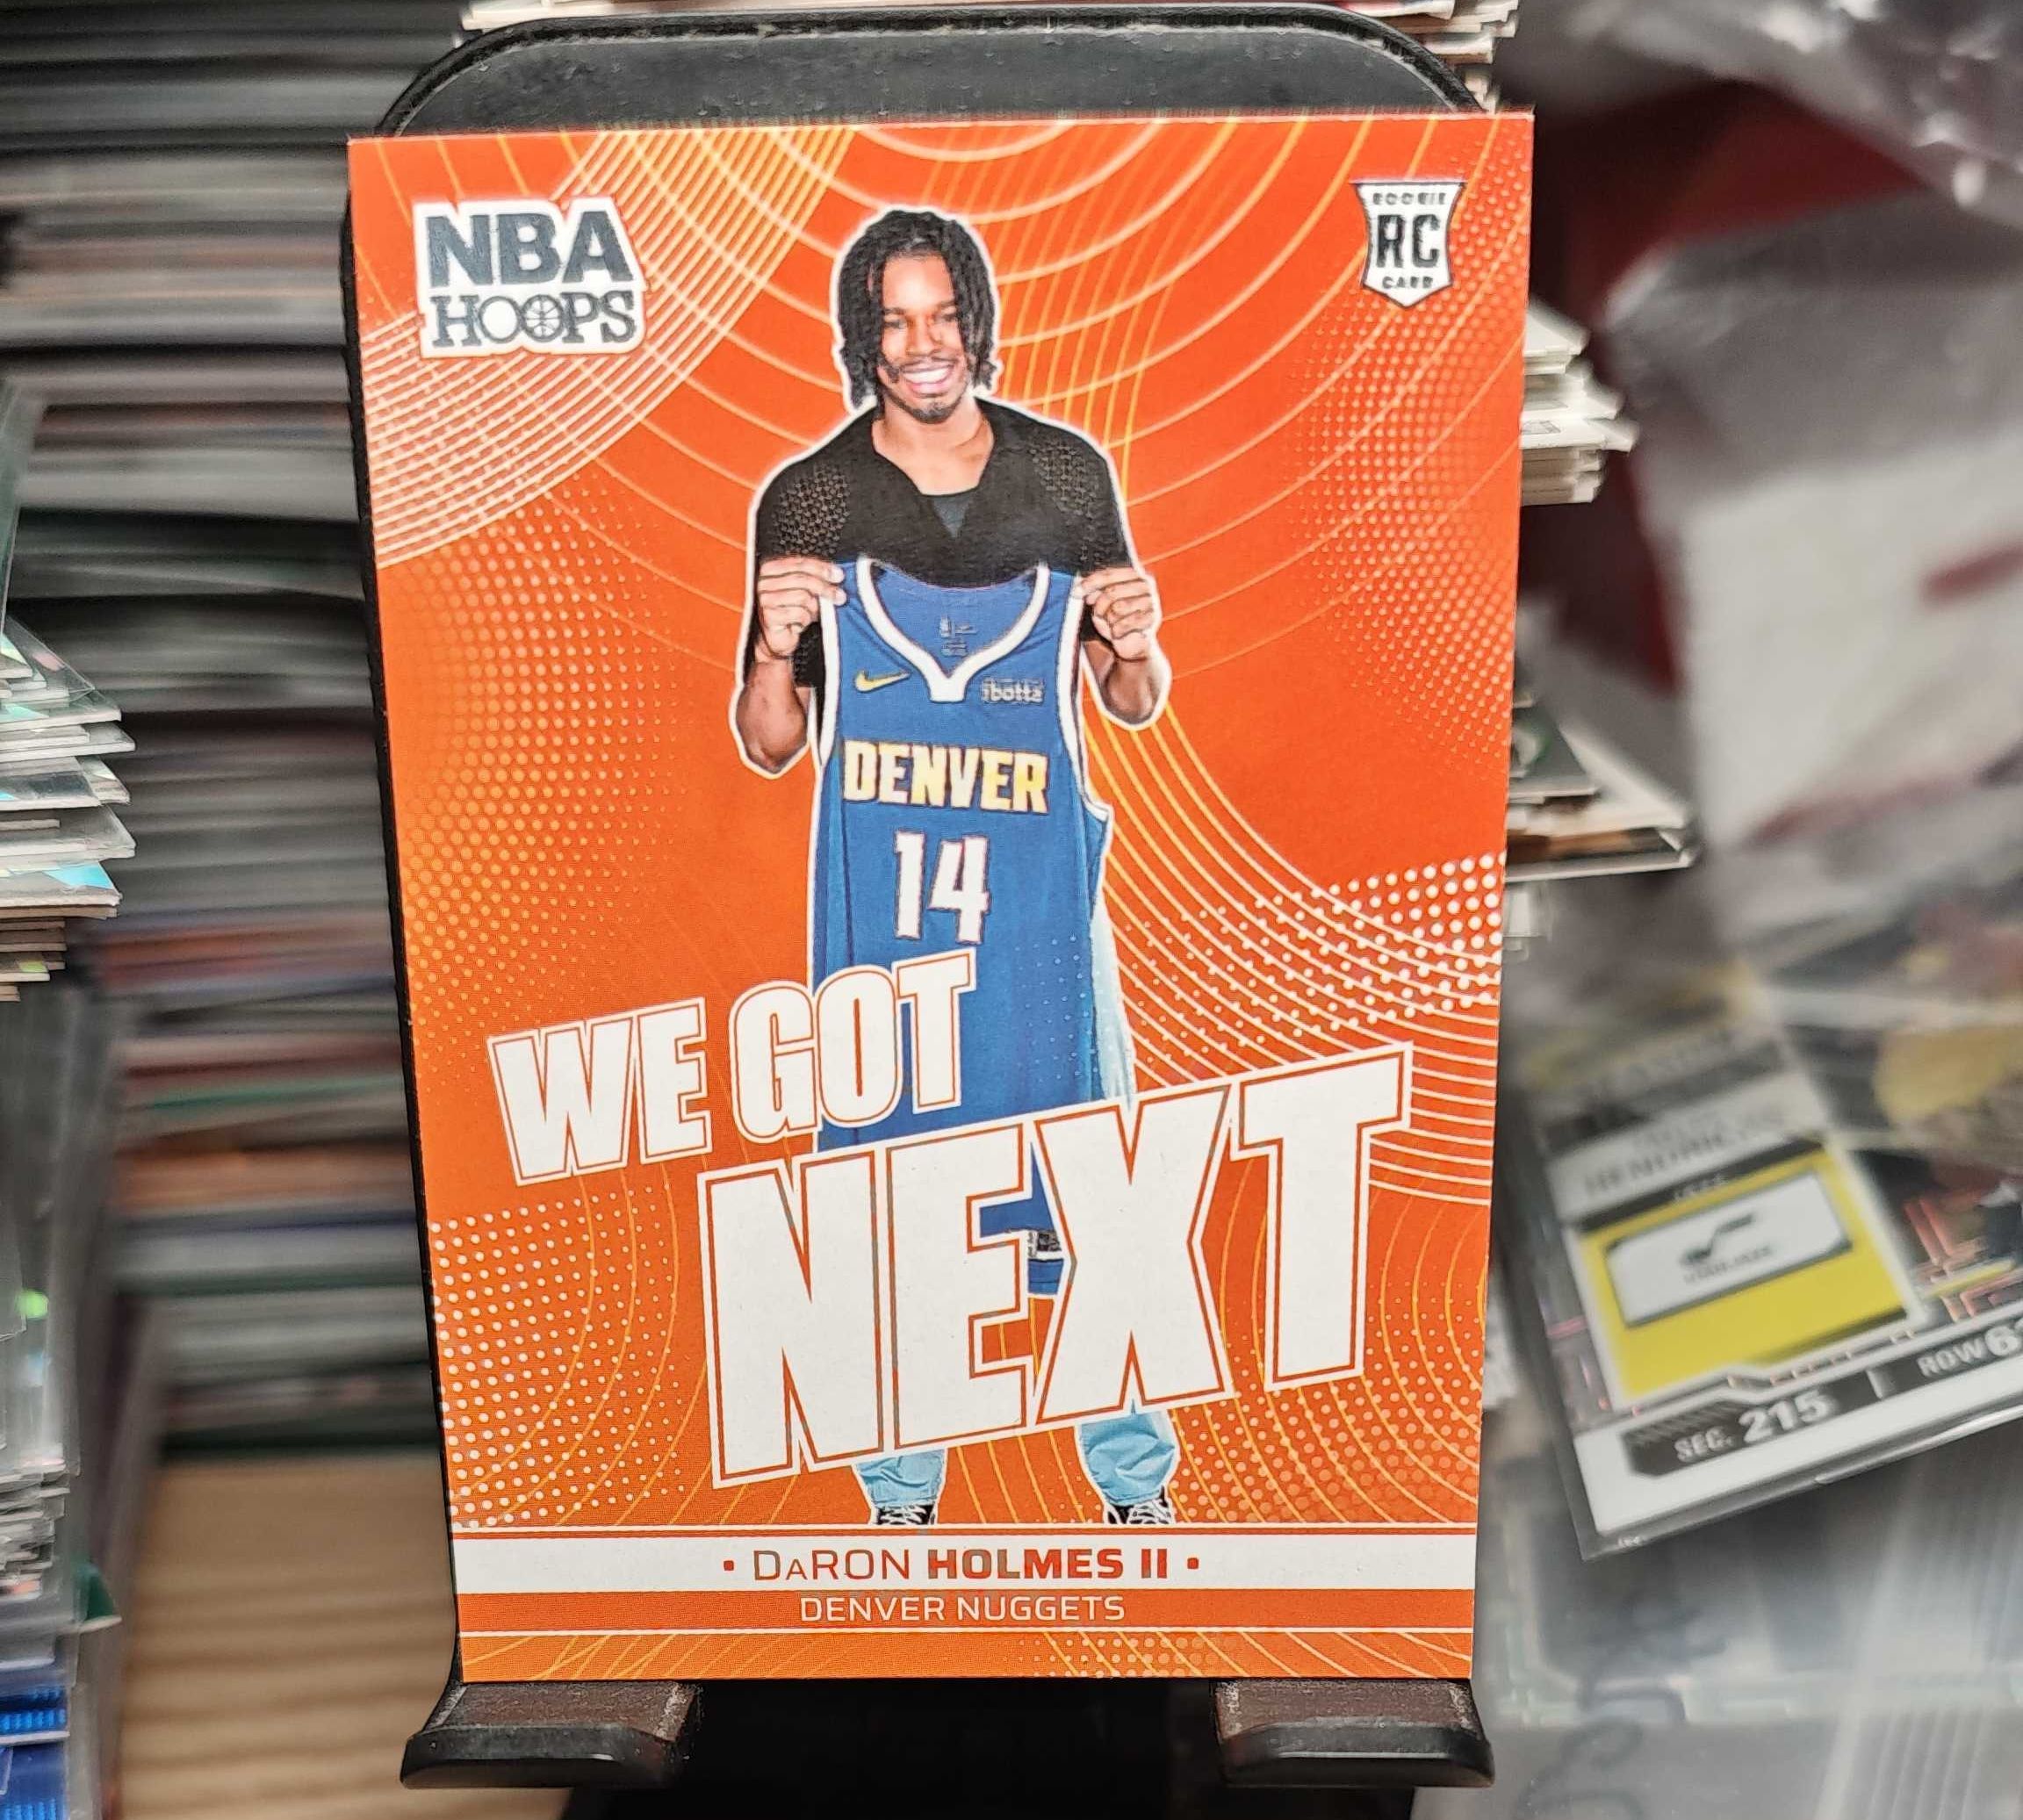 NBA
HOOPS
ROOKIE
RC
CARD
ibotta
DENVER
14
WE GOT
NEXT
• DaRON HOLMES II •
DENVER NUGGETS
SEC. 215
ROW